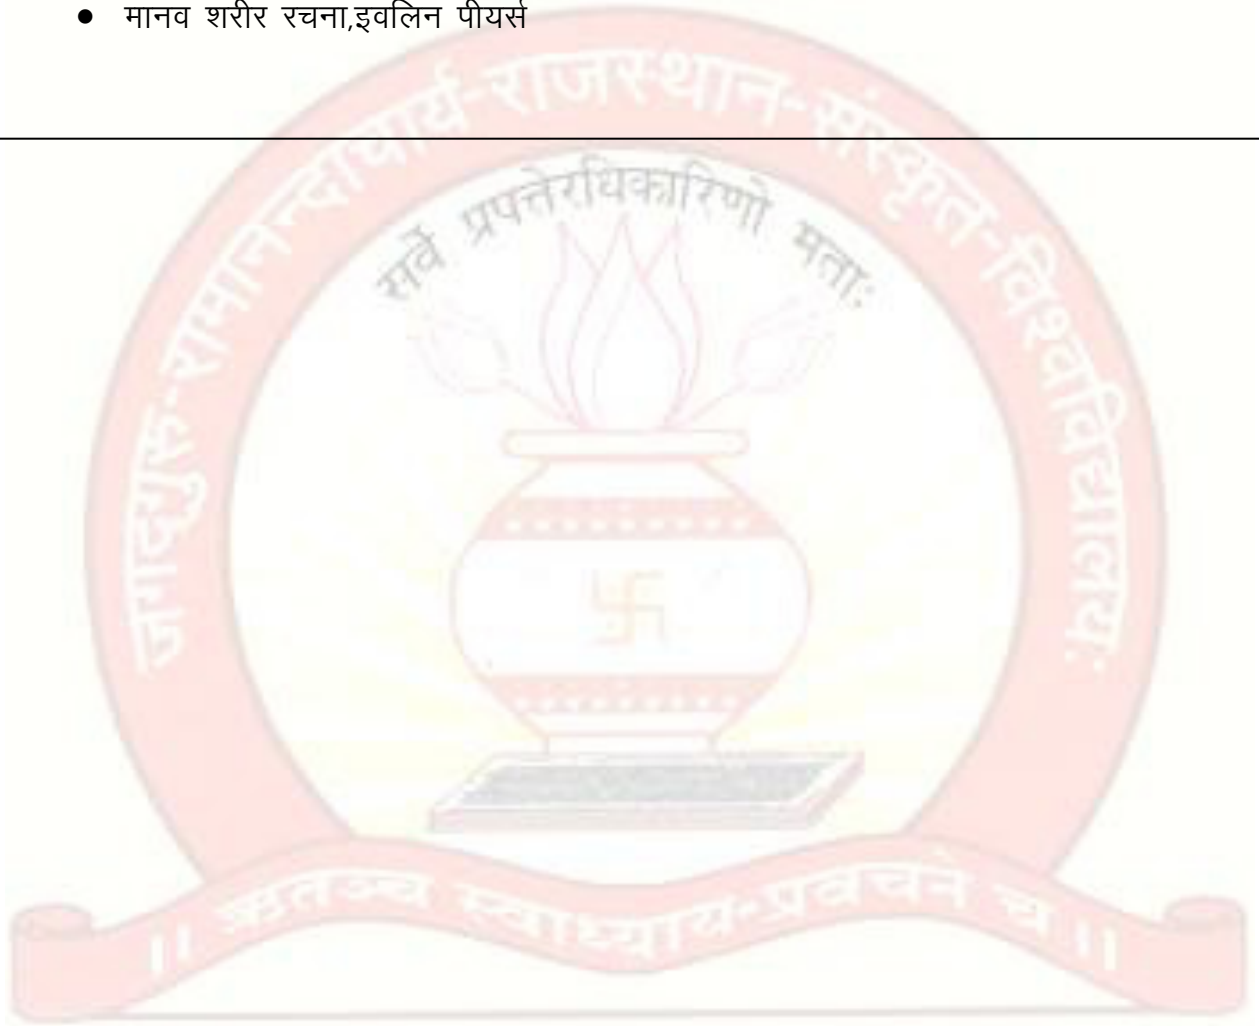 ● मानव शरीर रचना,इवलिन पीयर्स
जगद्गुरु-रामानन्दाचार्य-राजस्थान-संस्कृत-विश्वविद्यालयः
सर्वे प्रपत्तेरधिकारिणो मताः
।। ऋतञ्च स्वाध्याय-प्रवचने च ।।